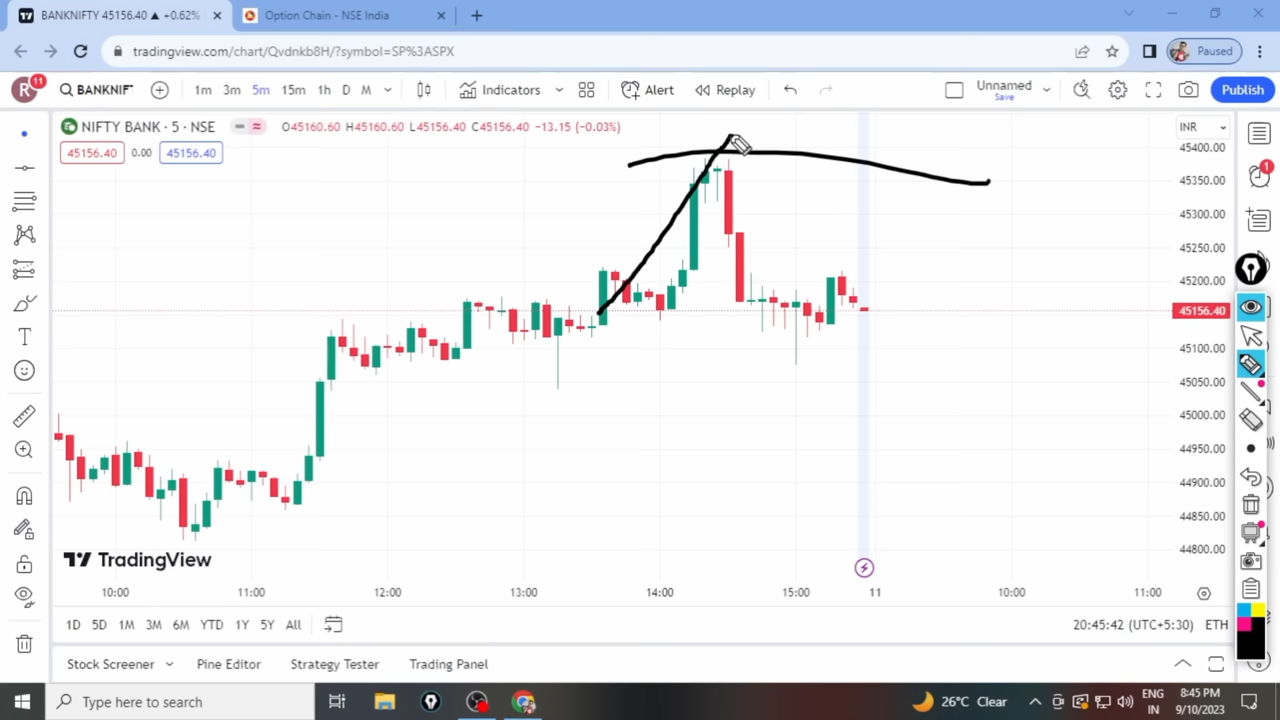 BANKNIFTY 45156.40 ▲ +0.62%
Option Chain - NSE India
tradingview.com/chart/Qvdnkb8H/?symbol=SP%3ASPX
Paused
R 11
BANKNIF
1m 3m 5m 15m 1h D M
Indicators
Alert
Replay
Unnamed
Save
Publish
NIFTY BANK · 5 · NSE
O45160.60 H45160.60 L45156.40 C45156.40 -13.15 (-0.03%)
INR
45156.40 0.00 45156.40
1
45400.00
45350.00
45300.00
45250.00
45200.00
45156.40
45100.00
45050.00
45000.00
44950.00
44900.00
44850.00
44800.00
TradingView
10:00 11:00 12:00 13:00 14:00 15:00 11 10:00 11:00
1D 5D 1M 3M 6M YTD 1Y 5Y All
20:45:42 (UTC+5:30) ETH
Stock Screener Pine Editor Strategy Tester Trading Panel
Type here to search
26°C Clear
ENG
IN
8:45 PM
9/10/2023